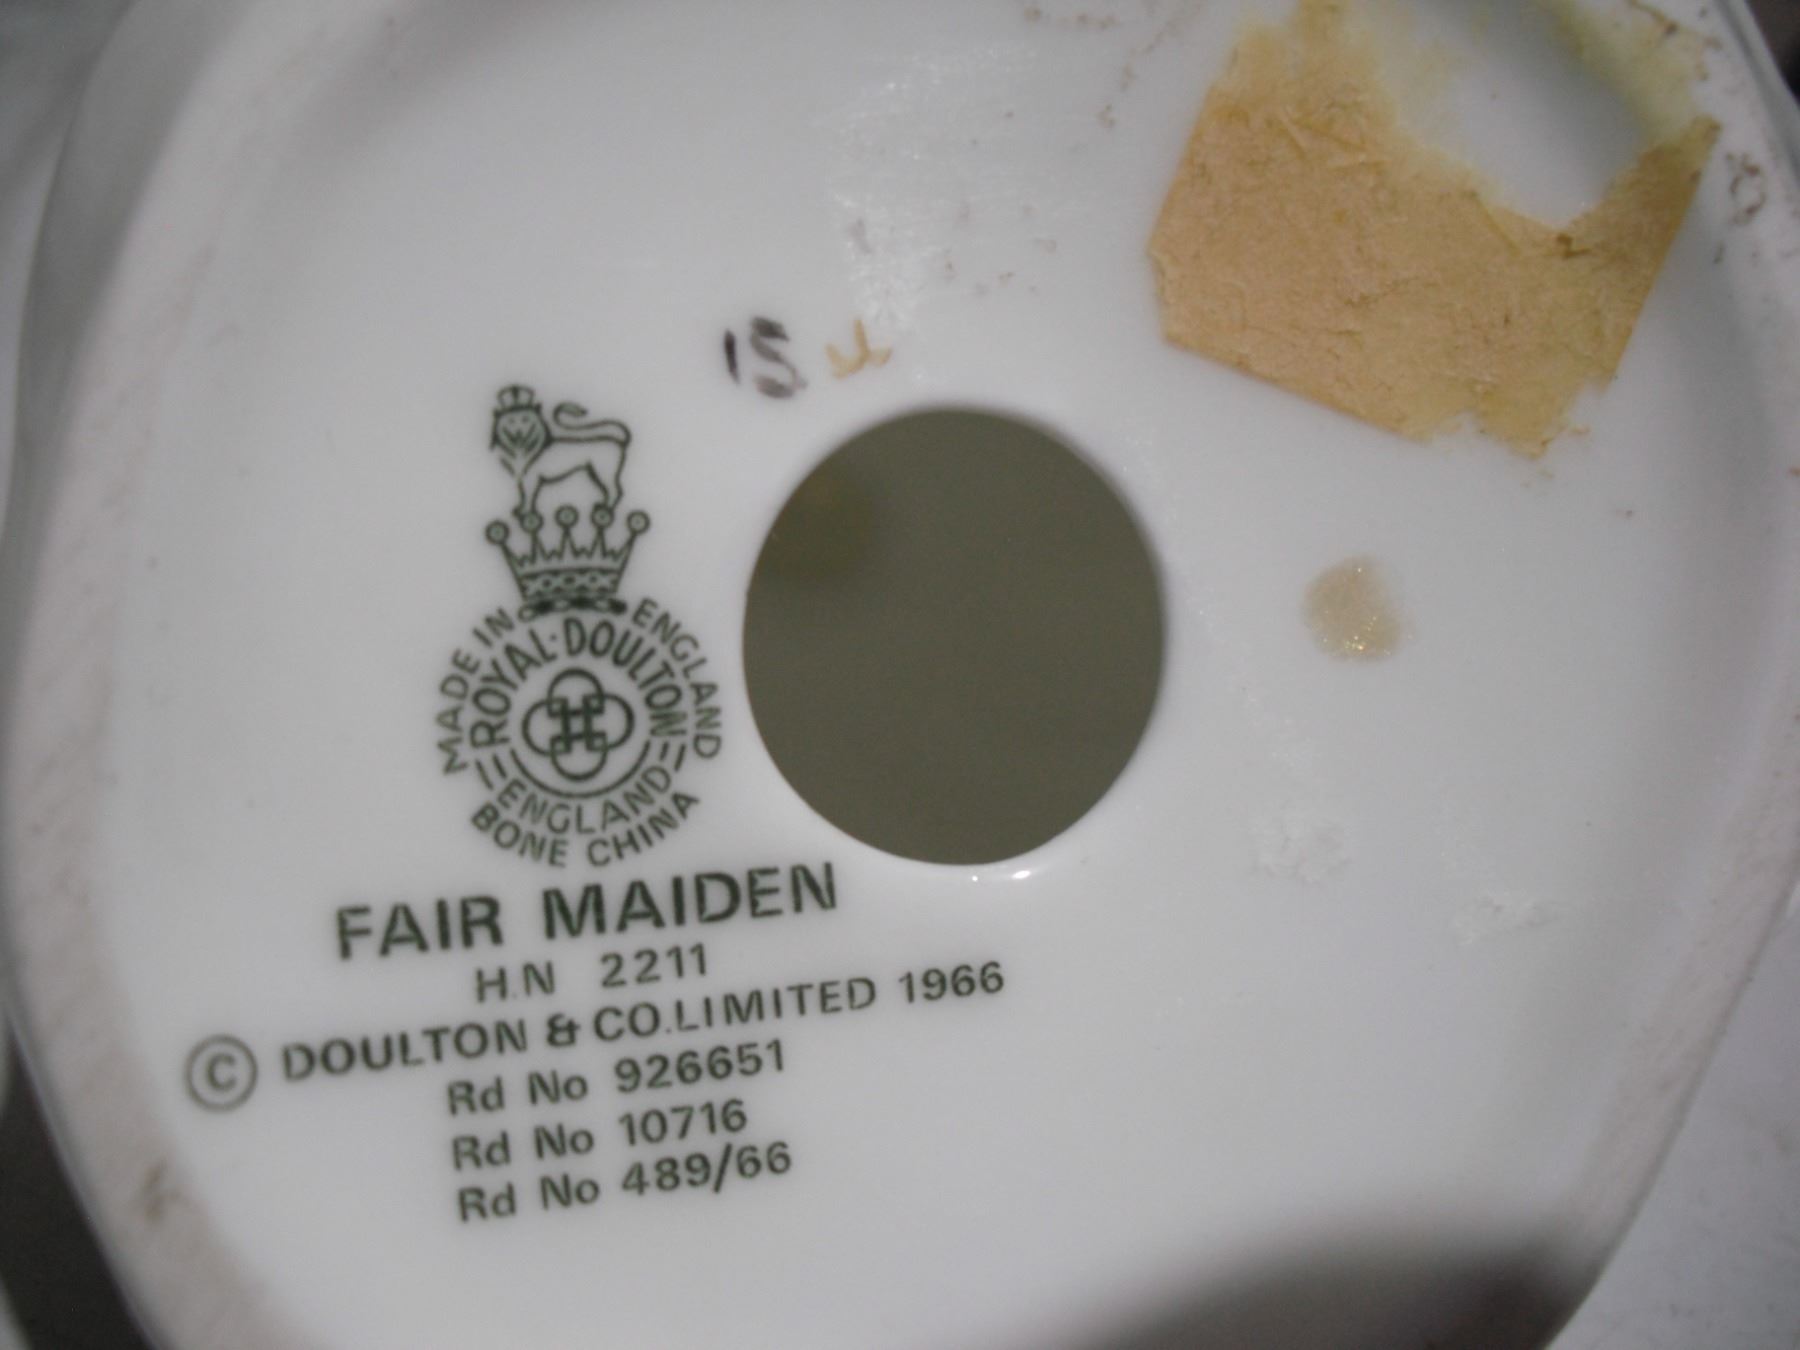 15
MADE IN ENGLAND
ROYAL·DOULTON
ENGLAND
BONE CHINA
FAIR MAIDEN
H.N 2211
© DOULTON & CO.LIMITED 1966
Rd No 926651
Rd No 10716
Rd No 489/66